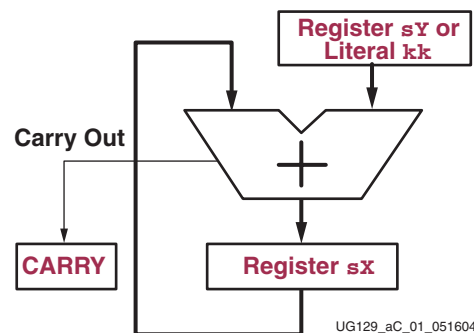 Register sY or
Literal kk
Carry Out
+
CARRY
Register sX
UG129_aC_01_051604